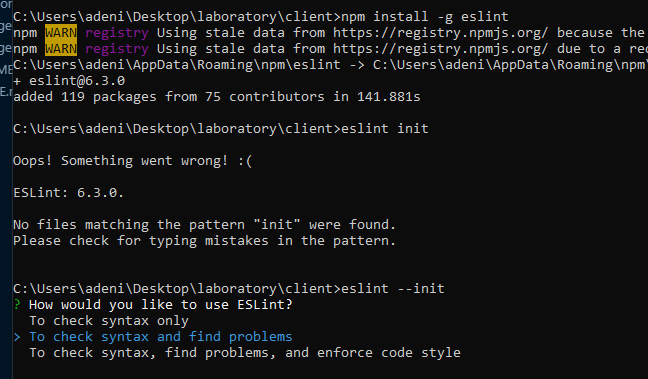 C:\Users\adeni\Desktop\laboratory\client>npm install -g eslint
npm WARN registry Using stale data from https://registry.npmjs.org/ because the
npm WARN registry Using stale data from https://registry.npmjs.org/ due to a req
C:\Users\adeni\AppData\Roaming\npm\eslint -> C:\Users\adeni\AppData\Roaming\npm\
+ eslint@6.3.0
added 119 packages from 75 contributors in 141.881s
C:\Users\adeni\Desktop\laboratory\client>eslint init
Oops! Something went wrong! :(
ESLint: 6.3.0.
No files matching the pattern "init" were found.
Please check for typing mistakes in the pattern.
C:\Users\adeni\Desktop\laboratory\client>eslint --init
? How would you like to use ESLint?
To check syntax only
> To check syntax and find problems
To check syntax, find problems, and enforce code style